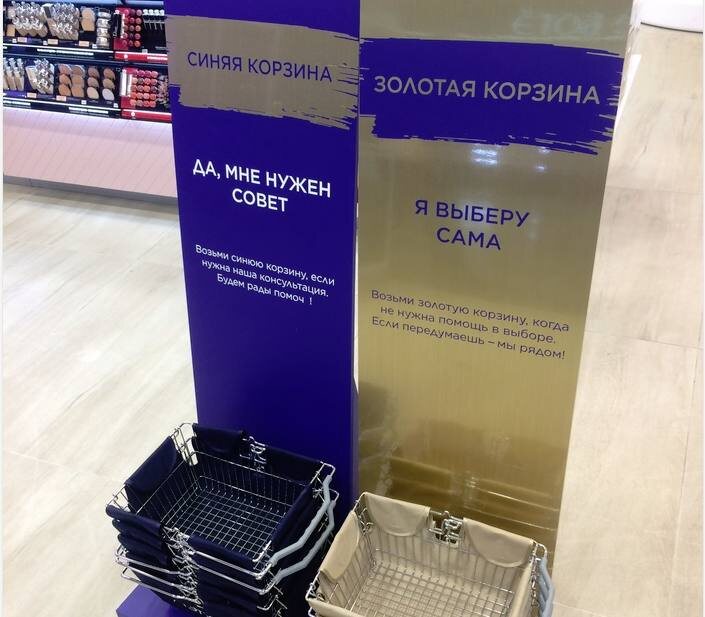 СИНЯЯ КОРЗИНА
ДА, МНЕ НУЖЕН
СОВЕТ
Возьми синюю корзину, если
нужна наша консультация.
Будем рады помоч !
ЗОЛОТАЯ КОРЗИНА
Я ВЫБЕРУ
САМА
Возьми золотую корзину, когда
не нужна помощь в выборе.
Если передумаешь – мы рядом!